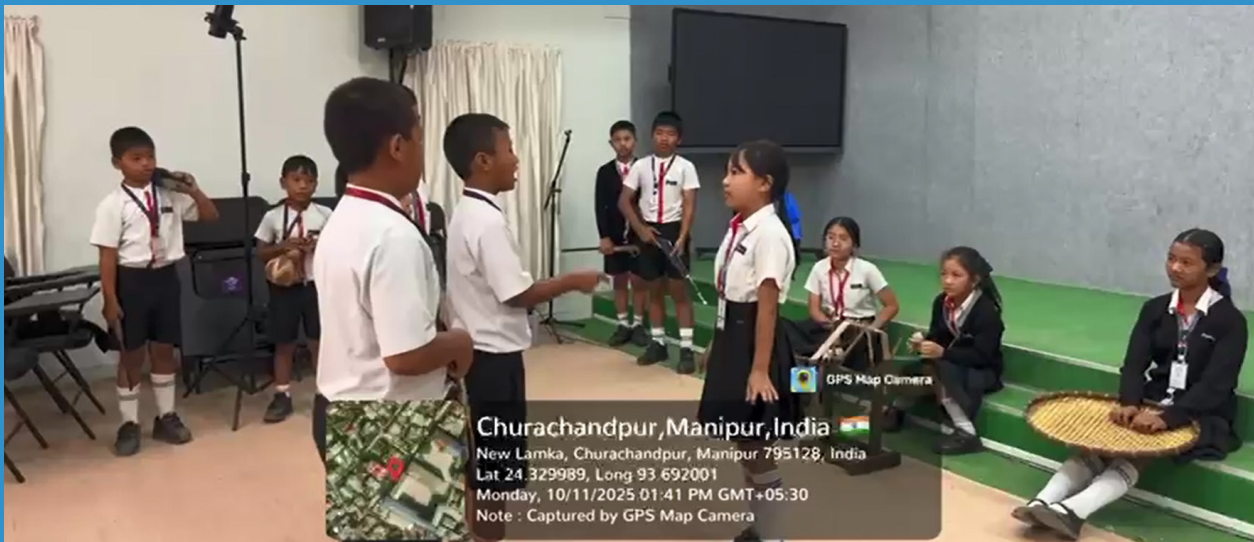 GPS Map Camera
Churachandpur,Manipur,India
New Lamka, Churachandpur, Manipur 795128, India
Lat 24.329989, Long 93.692001
Monday, 10/11/2025 01:41 PM GMT+05:30
Note : Captured by GPS Map Camera